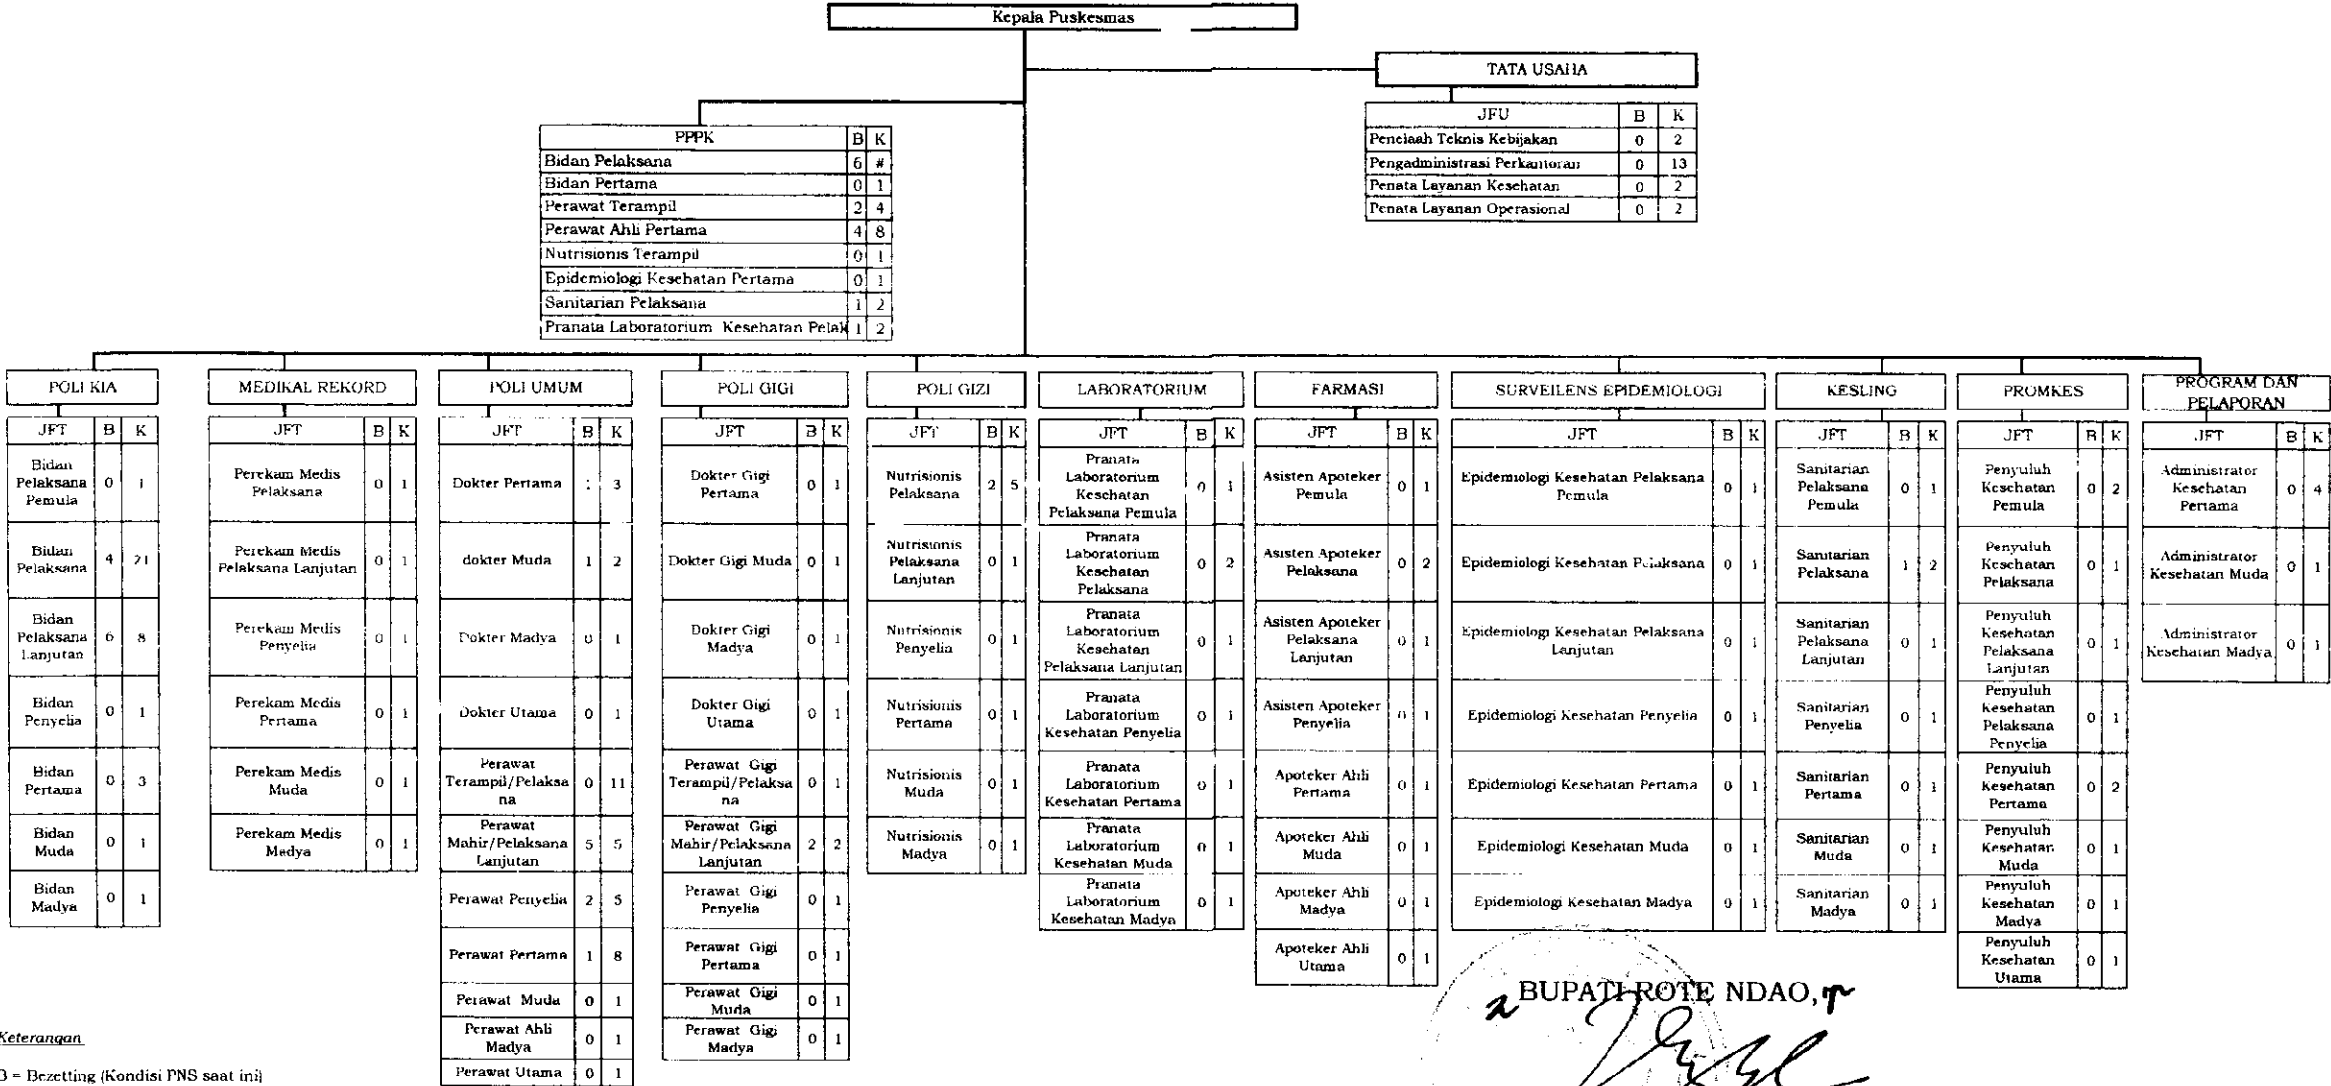 Kepala Puskesmas
TATA USAHA
JFU B K
Penelaah Teknis Kebijakan 0 2
Pengadministrasi Perkantoran 0 13
Penata Layanan Kesehatan 0 2
Penata Layanan Operasional 0 2
PPPK B K
Bidan Pelaksana 6 #
Bidan Pertama 0 1
Perawat Terampil 2 4
Perawat Ahli Pertama 4 8
Nutrisionis Terampil 0 1
Epidemiologi Kesehatan Pertama 0 1
Sanitarian Pelaksana 1 2
Pranata Laboratorium Kesehatan Pelak 1 2
POLI KIA
JFT B K
Bidan
Pelaksana
Pemula 0 1
Bidan
Pelaksana 4 21
Bidan
Pelaksana
Lanjutan 6 8
Bidan
Penyelia 0 1
Bidan
Pertama 0 3
Bidan
Muda 0 1
Bidan
Madya 0 1
MEDIKAL REKORD
JFT B K
Perekam Medis
Pelaksana 0 1
Perekam Medis
Pelaksana Lanjutan 0 1
Perekam Medis
Penyelia 0 1
Perekam Medis
Pertama 0 1
Perekam Medis
Muda 0 1
Perekam Medis
Madya 0 1
POLI UMUM
JFT B K
Dokter Pertama 3
dokter Muda 1 2
Dokter Madya 0 1
Dokter Utama 0 1
Perawat
Terampil/Pelaksa
na 0 11
Perawat
Mahir/Pelaksana
Lanjutan 5 5
Perawat Penyelia 2 5
Perawat Pertama 1 8
Perawat Muda 0 1
Perawat Ahli
Madya 0 1
Perawat Utama 0 1
POLI GIGI
JFT B K
Dokter Gigi
Pertama 0 1
Dokter Gigi Muda 0 1
Dokter Gigi
Madya 0 1
Dokter Gigi
Utama 0 1
Perawat Gigi
Terampil/Pelaksa
na 0 1
Perawat Gigi
Mahir/Pelaksana
Lanjutan 2 2
Perawat Gigi
Penyelia 0 1
Perawat Gigi
Pertama 0 1
Perawat Gigi
Muda 0 1
Perawat Gigi
Madya 0 1
POLI GIZI
JFT B K
Nutrisionis
Pelaksana 2 5
Nutrisionis
Pelaksana
Lanjutan 0 1
Nutrisionis
Penyelia 0 1
Nutrisionis
Pertama 0 1
Nutrisionis
Muda 0 1
Nutrisionis
Madya 0 1
LABORATORIUM
JFT B K
Pranata
Laboratorium
Kesehatan
Pelaksana Pemula 0 1
Pranata
Laboratorium
Kesehatan
Pelaksana 0 2
Pranata
Laboratorium
Kesehatan
Pelaksana Lanjutan 0 1
Pranata
Laboratorium
Kesehatan Penyelia 0 1
Pranata
Laboratorium
Kesehatan Pertama 0 1
Pranata
Laboratorium
Kesehatan Muda 0 1
Pranata
Laboratorium
Kesehatan Madya 0 1
FARMASI
JFT B K
Asisten Apoteker
Pemula 0 1
Asisten Apoteker
Pelaksana 0 2
Asisten Apoteker
Pelaksana
Lanjutan 0 1
Asisten Apoteker
Penyelia 0 1
Apoteker Ahli
Pertama 0 1
Apoteker Ahli
Muda 0 1
Apoteker Ahli
Madya 0 1
Apoteker Ahli
Utama 0 1
SURVEILENS EPIDEMIOLOGI
JFT B K
Epidemiologi Kesehatan Pelaksana
Pemula 0 1
Epidemiologi Kesehatan Pelaksana 0 1
Epidemiologi Kesehatan Pelaksana
Lanjutan 0 1
Epidemiologi Kesehatan Penyelia 0 1
Epidemiologi Kesehatan Pertama 0 1
Epidemiologi Kesehatan Muda 0 1
Epidemiologi Kesehatan Madya 0 1
KESLING
JFT B K
Sanitarian
Pelaksana
Pemula 0 1
Sanitarian
Pelaksana 1 2
Sanitarian
Pelaksana
Lanjutan 0 1
Sanitarian
Penyelia 0 1
Sanitarian
Pertama 0 1
Sanitarian
Muda 0 1
Sanitarian
Madya 0 1
PROMKES
JFT B K
Penyuluh
Kesehatan
Pemula 0 2
Penyuluh
Kesehatan
Pelaksana 0 1
Penyuluh
Kesehatan
Pelaksana
Lanjutan 0 1
Penyuluh
Kesehatan
Pelaksana
Penyelia 0 1
Penyuluh
Kesehatan
Pertama 0 2
Penyuluh
Kesehatan
Muda 0 1
Penyuluh
Kesehatan
Madya 0 1
Penyuluh
Kesehatan
Utama 0 1
PROGRAM DAN
PELAPORAN
JFT B K
Administrator
Kesehatan
Pertama 0 4
Administrator
Kesehatan Muda 0 1
Administrator
Kesehatan Madya 0 1
Keterangan
B = Bezetting (Kondisi PNS saat ini)
BUPATI ROTE NDAO,